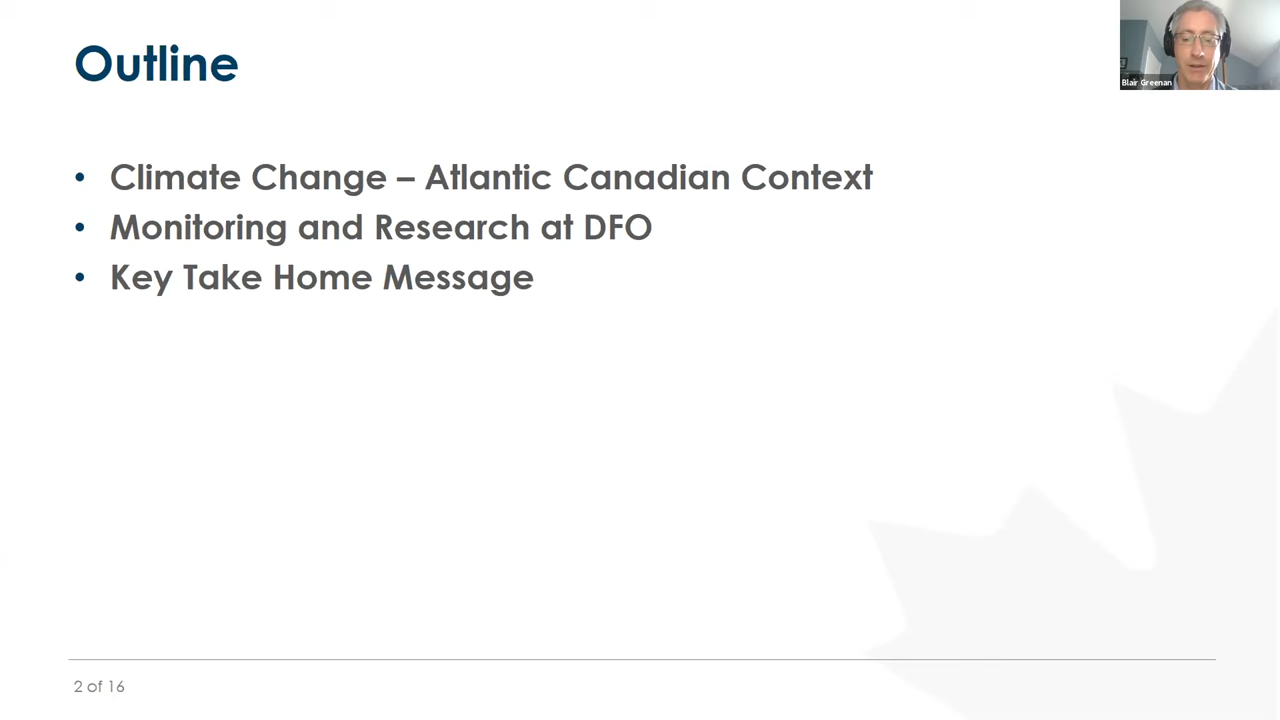 Outline
Blair Greenan
• Climate Change – Atlantic Canadian Context
• Monitoring and Research at DFO
• Key Take Home Message
2 of 16